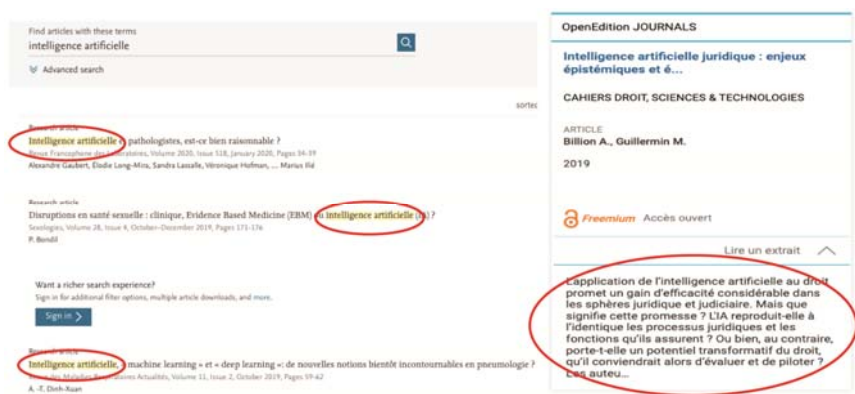 Find articles with these terms
intelligence artificielle
Advanced search
sorted
Research article
Intelligence artificielle et pathologistes, est-ce bien raisonnable ?
Revue Francophone des Laboratoires, Volume 2020, Issue 518, January 2020, Pages 34-39
Alexandre Gaubert, Elodie Long-Mira, Sandra Lassalle, Véronique Hofman, ... Marius Ilié
Research article
Disruptions en santé sexuelle : clinique, Evidence Based Medicine (EBM) ou intelligence artificielle (IA) ?
Sexologies, Volume 28, Issue 4, October–December 2019, Pages 171-176
P. Bondil
Want a richer search experience?
Sign in for additional filter options, multiple article downloads, and more.
Sign in
Research article
Intelligence artificielle, « machine learning » et « deep learning »: de nouvelles notions bientôt incontournables en pneumologie ?
Revue des Maladies Respiratoires Actualités, Volume 11, Issue 2, October 2019, Pages 59-62
A. -T. Dinh-Xuan
OpenEdition JOURNALS
Intelligence artificielle juridique : enjeux
épistémiques et é...
CAHIERS DROIT, SCIENCES & TECHNOLOGIES
ARTICLE
Billion A., Guillermin M.
2019
Freemium Accès ouvert
Lire un extrait
L'application de l'intelligence artificielle au droit
promet un gain d'efficacité considérable dans
les sphères juridique et judiciaire. Mais que
signifie cette promesse ? L'IA reproduit-elle à
l'identique les processus juridiques et les
fonctions qu'ils assurent ? Ou bien, au contraire,
porte-t-elle un potentiel transformatif du droit,
qu'il conviendrait alors d'évaluer et de piloter ?
Les auteu...